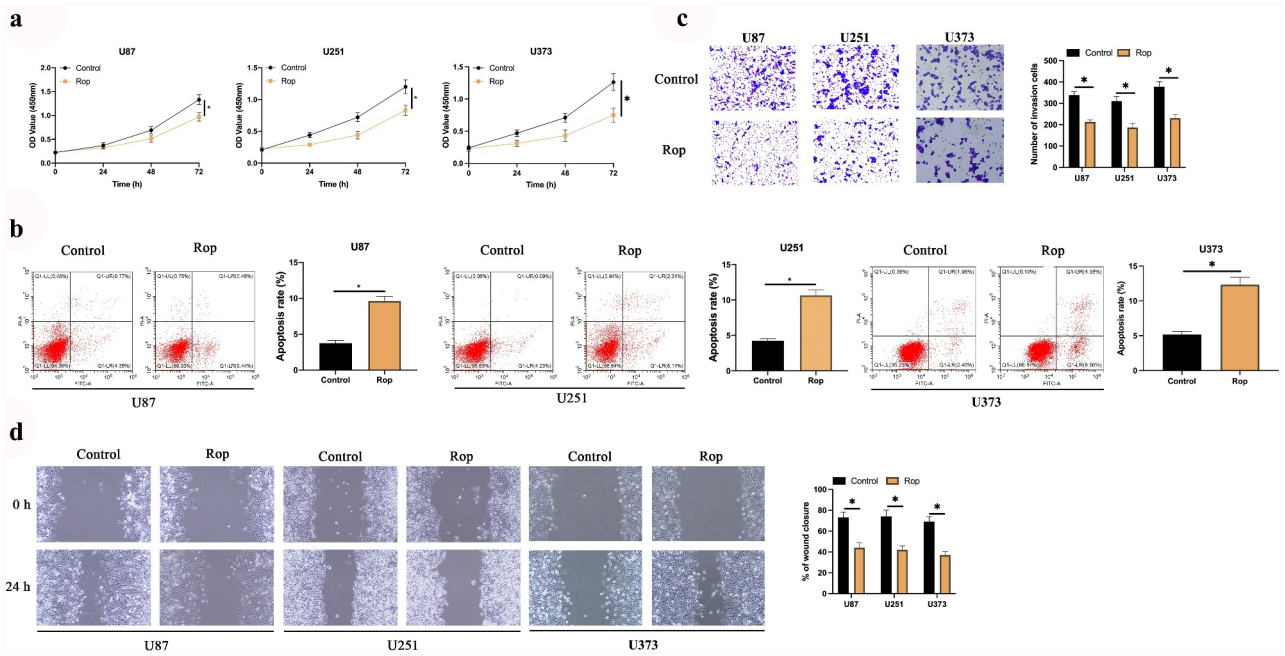 a
U87
Control
Rop
OD Value (450nm)
2.0
1.5
1.0
0.5
0.0
*
0 24 48 72
Time (h)
U251
Control
Rop
OD Value (450nm)
1.5
1.0
0.5
0.0
*
0 24 48 72
Time (h)
U373
Control
Rop
OD Value (450nm)
1.5
1.0
0.5
0.0
*
0 24 48 72
Time (h)
c
U87 U251 U373
Control
Rop
Control Rop
Number of invasion cells
500
400
300
200
100
0
* * *
U87 U251 U373
b
Control Rop
PI-A
FITC-A
U87
U87
Apoptosis rate (%)
15
10
5
0
*
Control Rop
Control Rop
PI-A
FITC-A
U251
U251
Apoptosis rate (%)
15
10
5
0
*
Control Rop
Control Rop
PI-A
FITC-A
U373
U373
Apoptosis rate (%)
15
10
5
0
*
Control Rop
d
Control Rop Control Rop Control Rop
0 h
24 h
U87 U251 U373
Control Rop
% of wound closure
100
80
60
40
20
0
* * *
U87 U251 U373